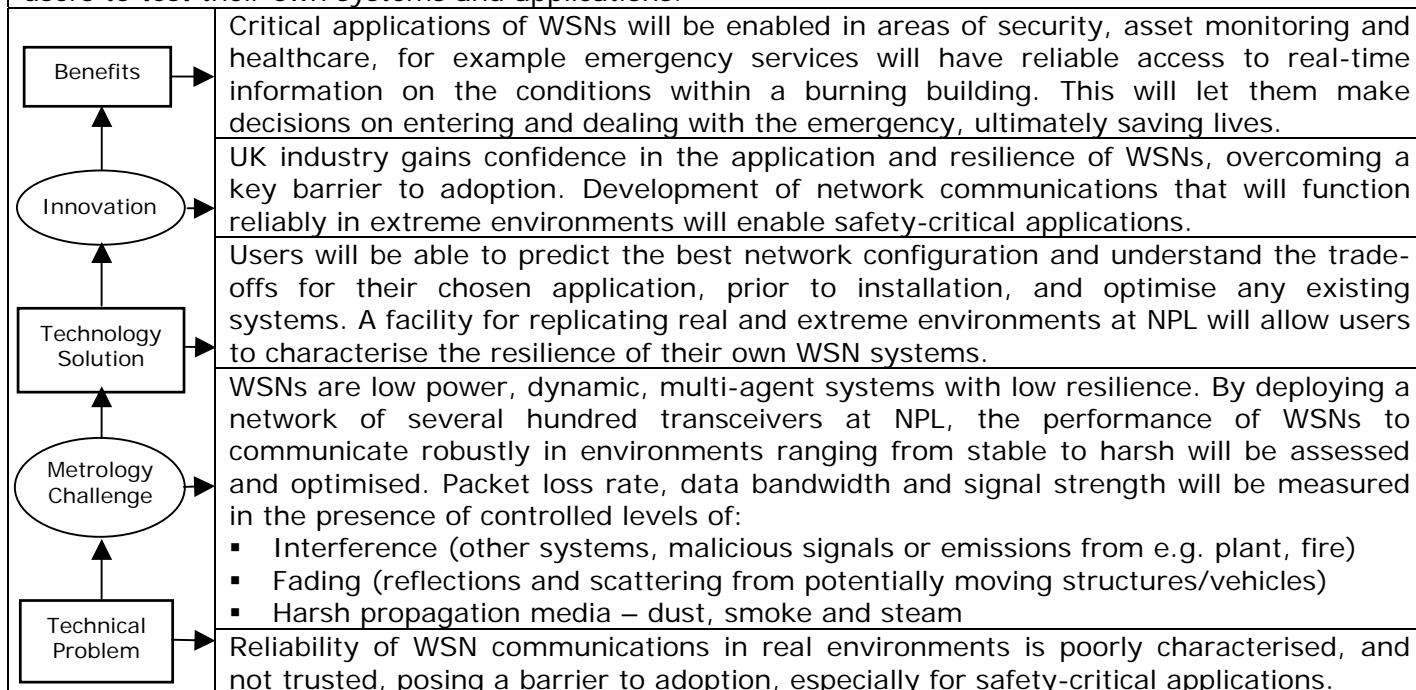 users to test their own systems and applications.
Benefits
Critical applications of WSNs will be enabled in areas of security, asset monitoring and
healthcare, for example emergency services will have reliable access to real-time
information on the conditions within a burning building. This will let them make
decisions on entering and dealing with the emergency, ultimately saving lives.
Innovation
UK industry gains confidence in the application and resilience of WSNs, overcoming a
key barrier to adoption. Development of network communications that will function
reliably in extreme environments will enable safety-critical applications.
Technology
Solution
Users will be able to predict the best network configuration and understand the trade-
offs for their chosen application, prior to installation, and optimise any existing
systems. A facility for replicating real and extreme environments at NPL will allow users
to characterise the resilience of their own WSN systems.
Metrology
Challenge
WSNs are low power, dynamic, multi-agent systems with low resilience. By deploying a
network of several hundred transceivers at NPL, the performance of WSNs to
communicate robustly in environments ranging from stable to harsh will be assessed
and optimised. Packet loss rate, data bandwidth and signal strength will be measured
in the presence of controlled levels of:
▪ Interference (other systems, malicious signals or emissions from e.g. plant, fire)
▪ Fading (reflections and scattering from potentially moving structures/vehicles)
▪ Harsh propagation media – dust, smoke and steam
Technical
Problem
Reliability of WSN communications in real environments is poorly characterised, and
not trusted, posing a barrier to adoption, especially for safety-critical applications.